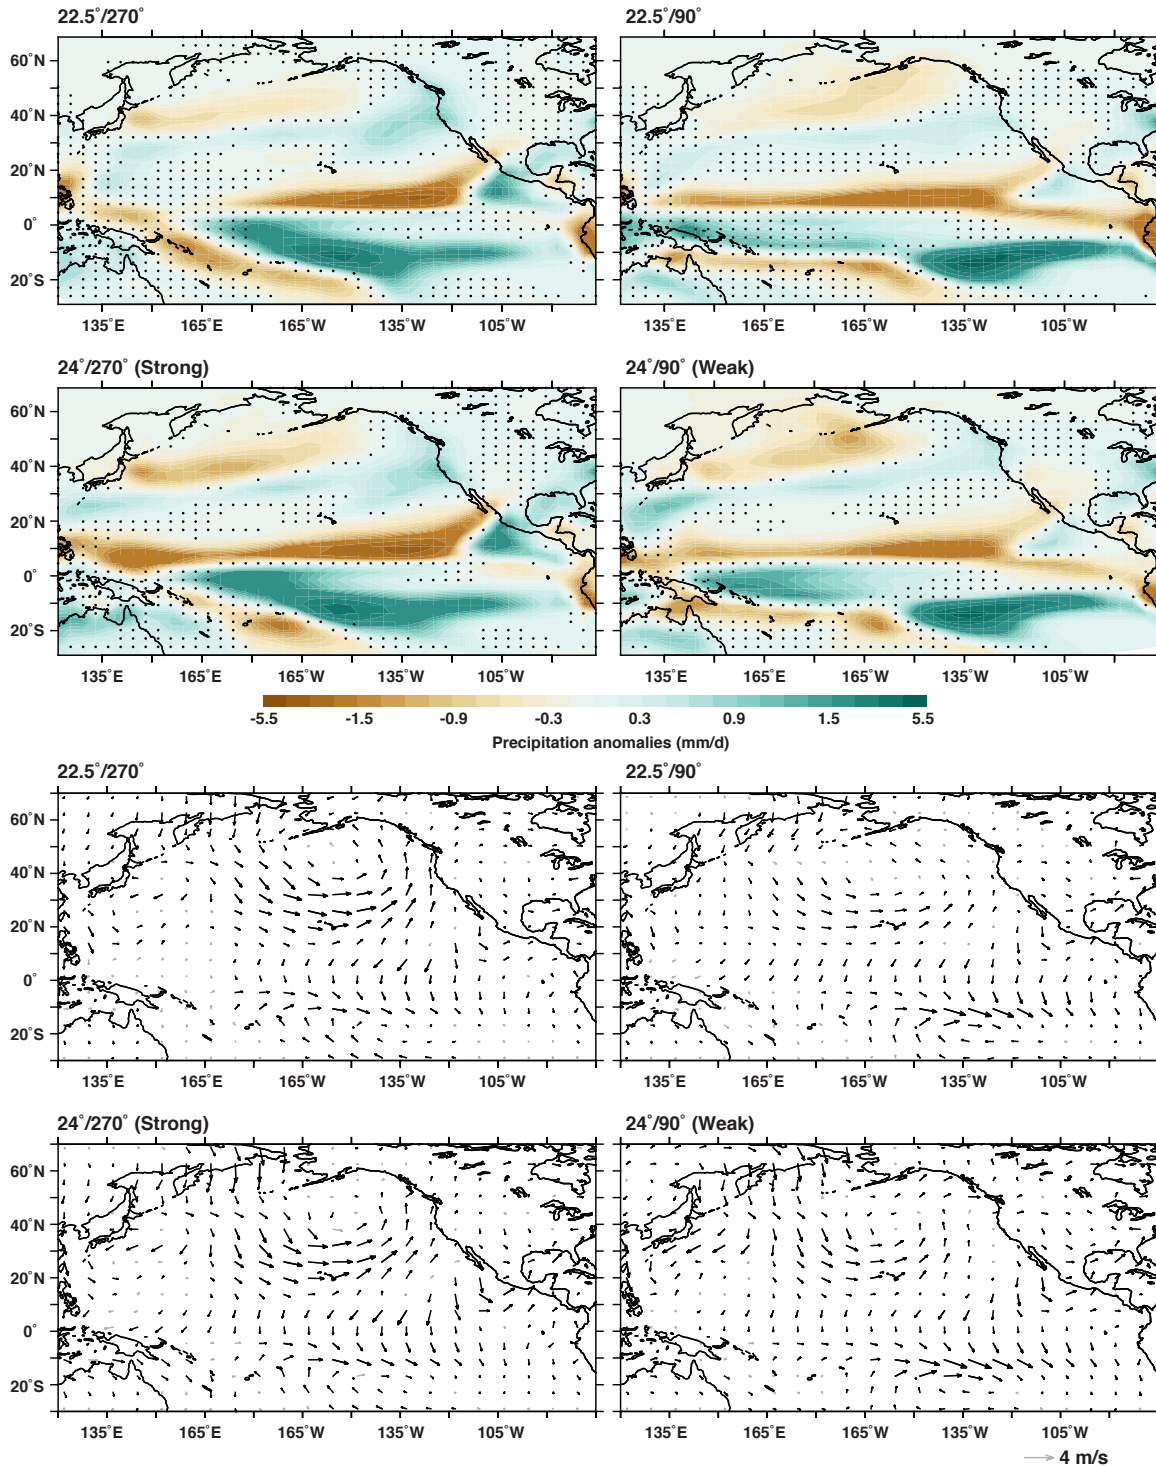 22.5°/270° 22.5°/90°
60°N
40°N
20°N
0°
20°S
135°E 165°E 165°W 135°W 105°W 135°E 165°E 165°W 135°W 105°W
24°/270° (Strong) 24°/90° (Weak)
60°N
40°N
20°N
0°
20°S
135°E 165°E 165°W 135°W 105°W 135°E 165°E 165°W 135°W 105°W
-5.5 -1.5 -0.9 -0.3 0.3 0.9 1.5 5.5
Precipitation anomalies (mm/d)
22.5°/270° 22.5°/90°
60°N
40°N
20°N
0°
20°S
135°E 165°E 165°W 135°W 105°W 135°E 165°E 165°W 135°W 105°W
24°/270° (Strong) 24°/90° (Weak)
60°N
40°N
20°N
0°
20°S
135°E 165°E 165°W 135°W 105°W 135°E 165°E 165°W 135°W 105°W
4 m/s